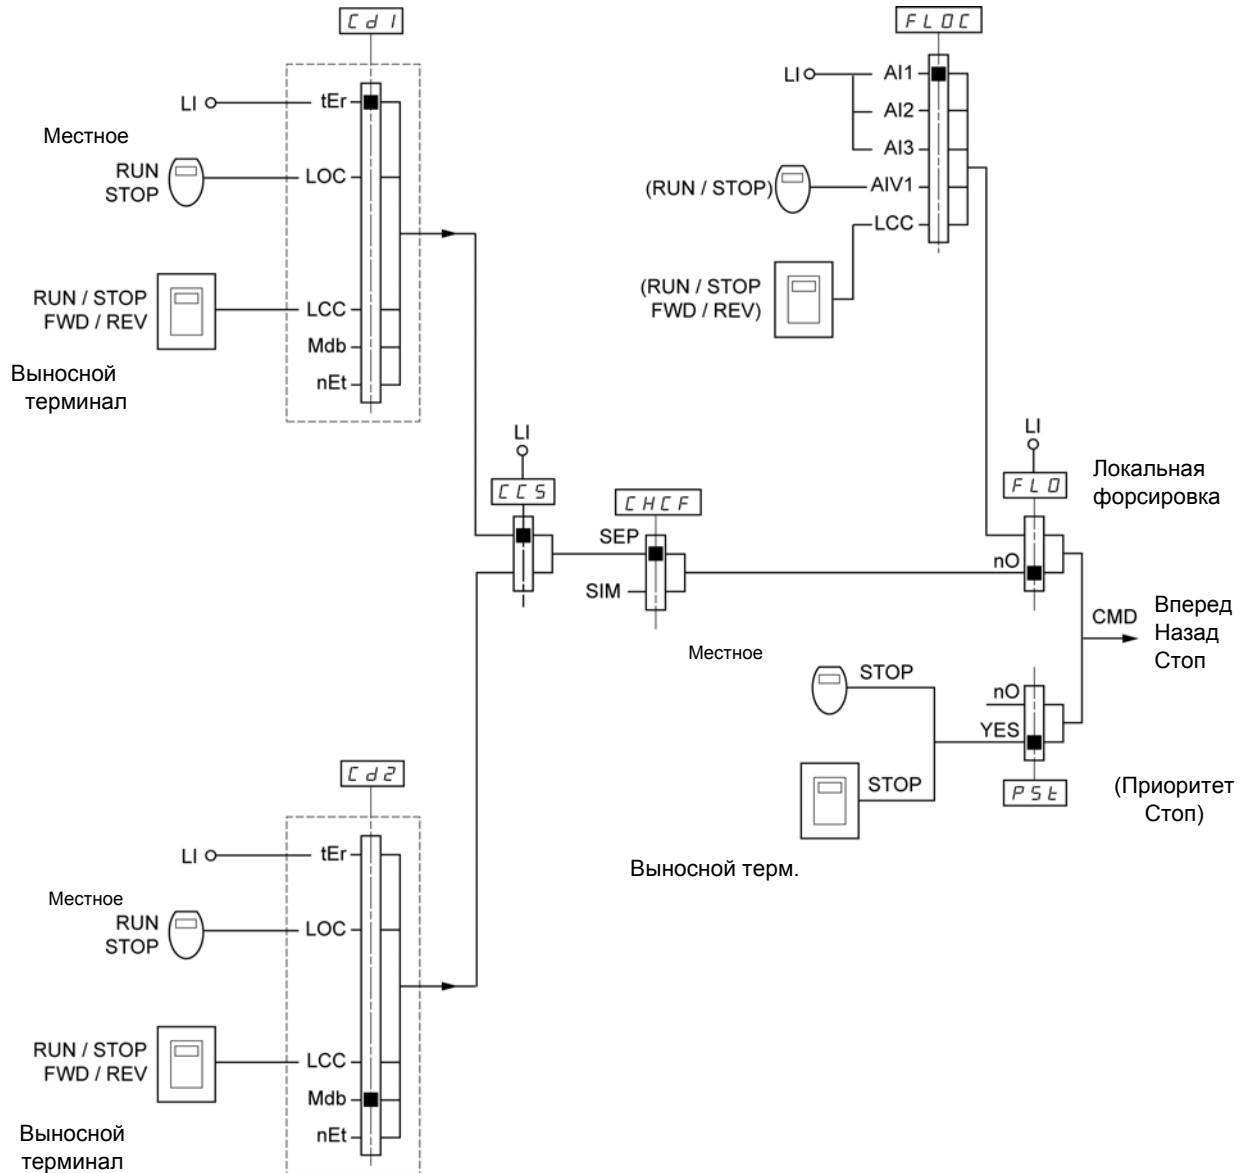 Cd1
LI
tEr
Местное
RUN
STOP
LOC
RUN / STOP
FWD / REV
LCC
Mdb
nEt
Выносной
терминал
FLOC
LI
AI1
AI2
AI3
(RUN / STOP)
AIV1
LCC
(RUN / STOP
FWD / REV)
LI
CCS
CHCF
SEP
SIM
LI
FLO
Локальная
форсировка
nO
CMD
Вперед
Назад
Стоп
Местное
STOP
nO
YES
STOP
PSt
(Приоритет
Стоп)
Выносной терм.
Cd2
LI
tEr
Местное
RUN
STOP
LOC
RUN / STOP
FWD / REV
LCC
Mdb
nEt
Выносной
терминал